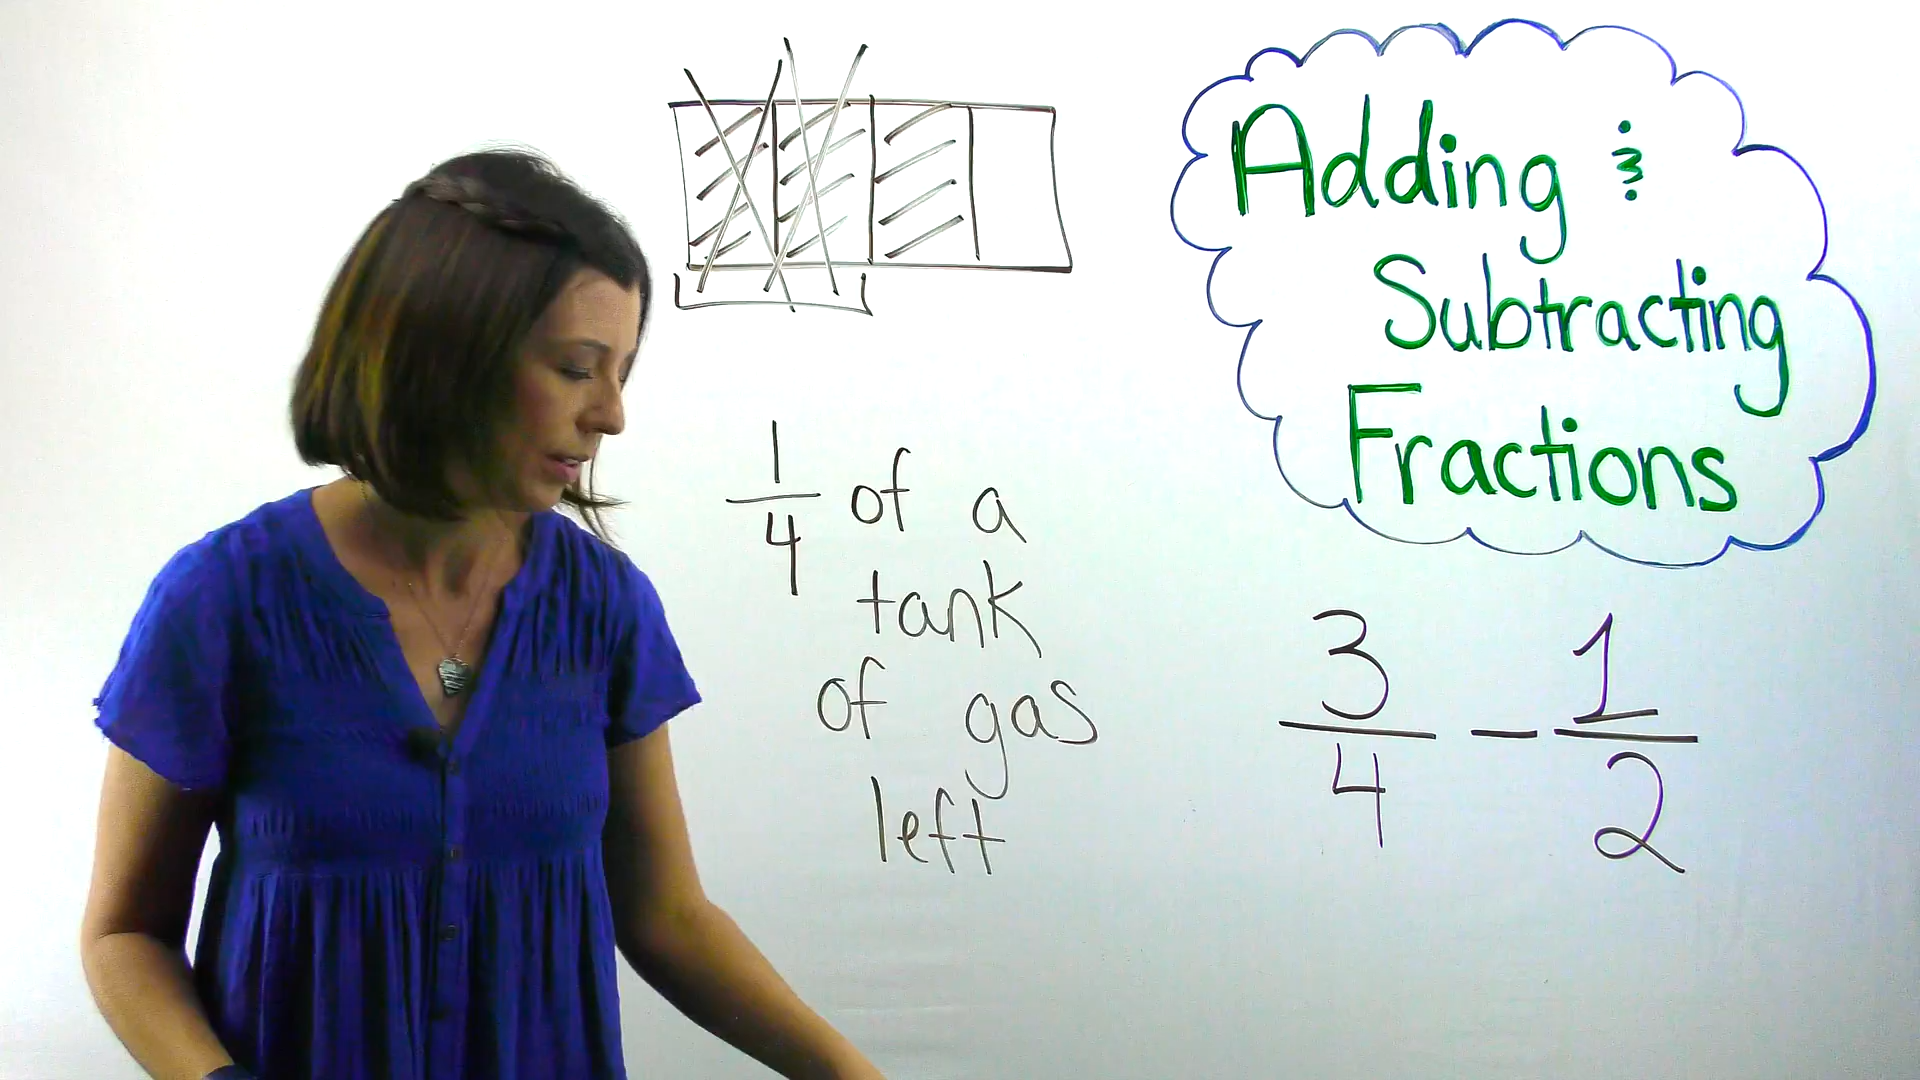 Adding &
Subtracting
Fractions
1/4 of a
tank
of gas
left
3/4 - 1/2